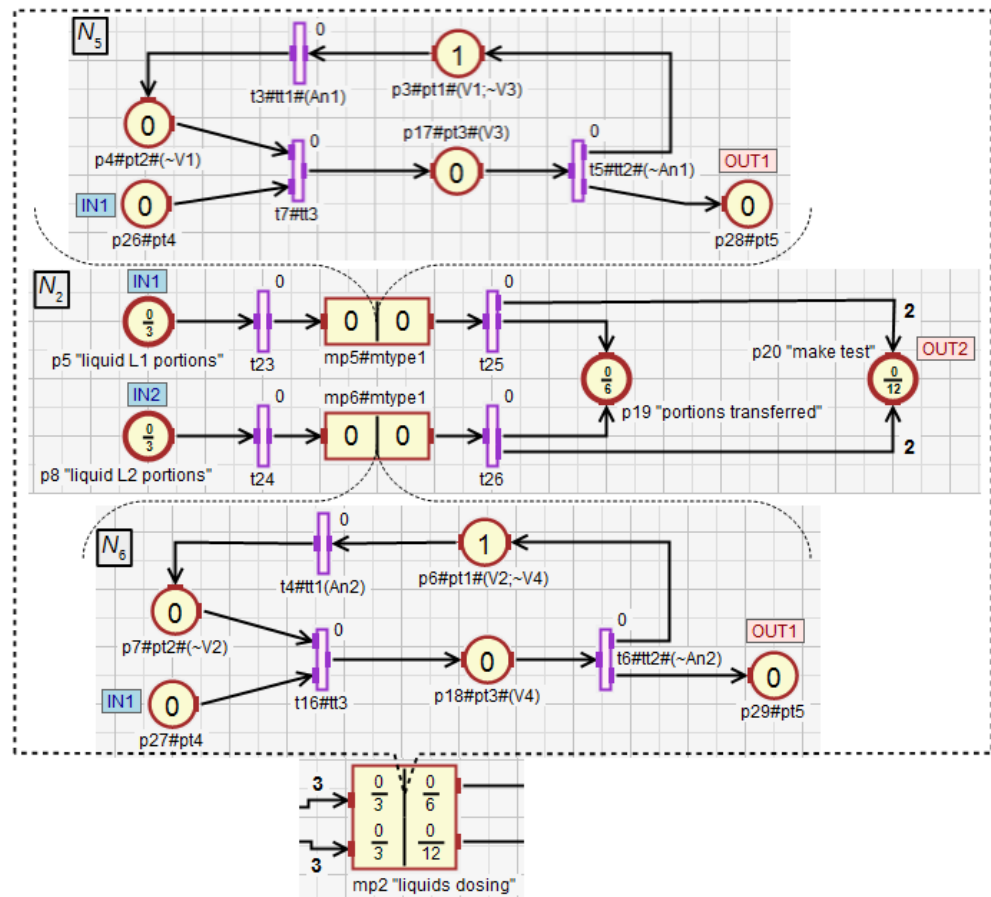 N5
0
1
t3#tt1#(An1)
p3#pt1#(V1;~V3)
0
0
p17#pt3#(V3)
0
p4#pt2#(~V1)
0
t5#tt2#(~An1)
OUT1
IN1
0
t7#tt3
0
p26#pt4
p28#pt5
N2
IN1
0
0
0/3
0 0
2
p5 "liquid L1 portions"
t23
mp5#mtype1
t25
p20 "make test"
OUT2
IN2
0
mp6#mtype1
0
0/6
0/12
p19 "portions transferred"
0/3
0 0
2
p8 "liquid L2 portions"
t24
t26
N6
0
1
t4#tt1(An2)
p6#pt1#(V2;~V4)
0
0
0
p7#pt2#(~V2)
0
t6#tt2#(~An2)
OUT1
IN1
0
t16#tt3
p18#pt3#(V4)
0
p27#pt4
p29#pt5
3
0/3
0/6
0/3
0/12
3
mp2 "liquids dosing"